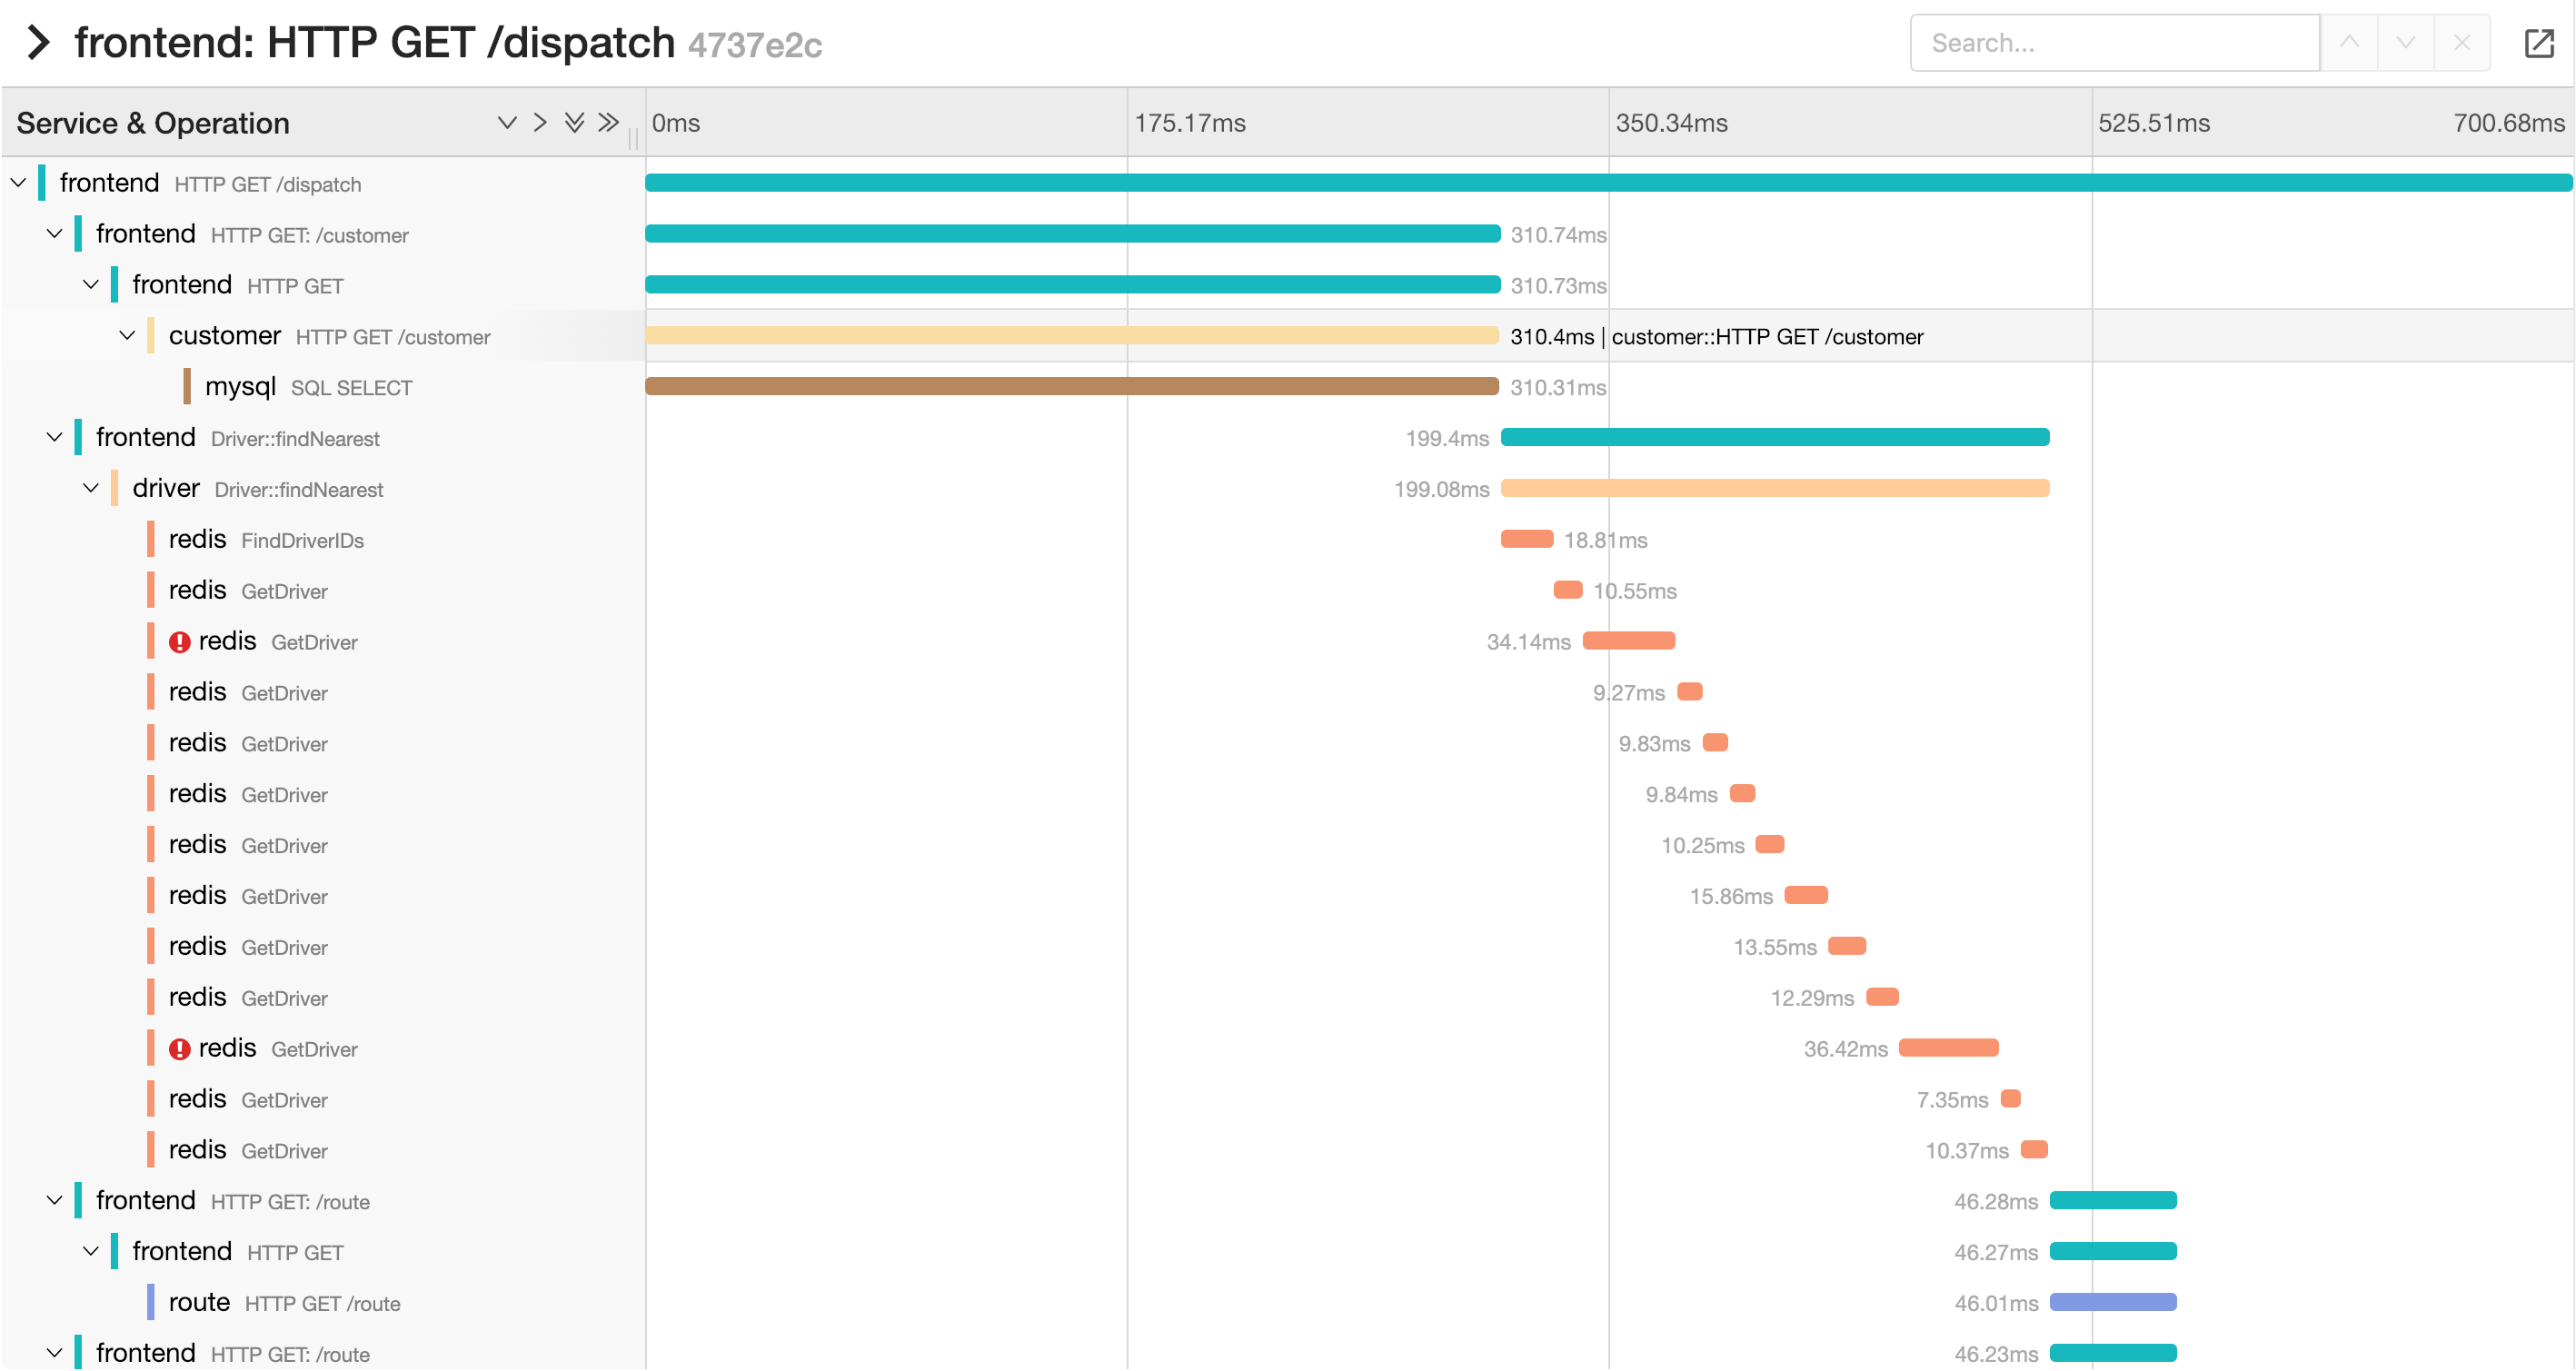 frontend: HTTP GET /dispatch 4737e2c Search...
Service & Operation 0ms 175.17ms 350.34ms 525.51ms 700.68ms
frontend HTTP GET /dispatch
frontend HTTP GET: /customer 310.74ms
frontend HTTP GET 310.73ms
customer HTTP GET /customer 310.4ms | customer::HTTP GET /customer
mysql SQL SELECT 310.31ms
frontend Driver::findNearest 199.4ms
driver Driver::findNearest 199.08ms
redis FindDriverIDs 18.81ms
redis GetDriver 10.55ms
redis GetDriver 34.14ms
redis GetDriver 9.27ms
redis GetDriver 9.83ms
redis GetDriver 9.84ms
redis GetDriver 10.25ms
redis GetDriver 15.86ms
redis GetDriver 13.55ms
redis GetDriver 12.29ms
redis GetDriver 36.42ms
redis GetDriver 7.35ms
redis GetDriver 10.37ms
frontend HTTP GET: /route 46.28ms
frontend HTTP GET 46.27ms
route HTTP GET /route 46.01ms
frontend HTTP GET: /route 46.23ms